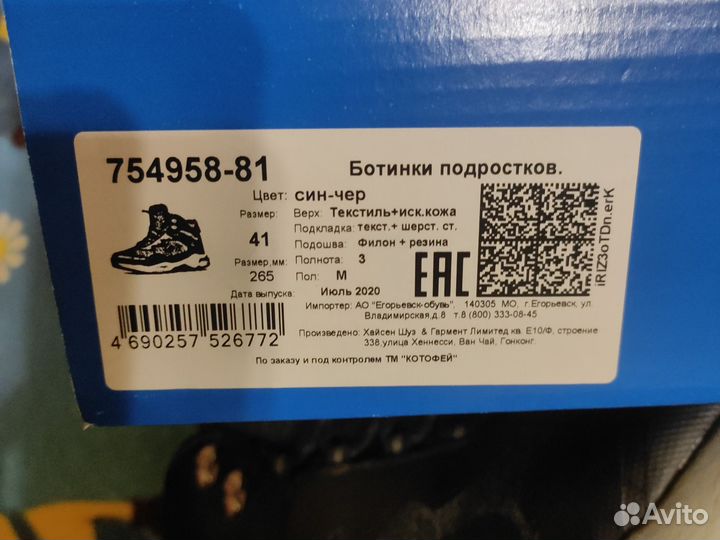 754958-81 Ботинки подростков.
Цвет: син-чер
Размер: Верх: Текстиль+иск.кожа
41 Подкладка: текст.+ шерст. ст.
Подошва: Филон + резина
Размер,мм: Полнота: 3
265 Пол: М
Дата выпуска: Июль 2020
EAC
iRIZ3oTDn.erK
Импортер: АО "Егорьевск-обувь". 140305 МО. г.Егорьевск, ул.
Владимирская,д.8 т.8 (800) 333-08-45
4 690257 526772
Произведено: Хайсен Шуз & Гармент Лимитед кв. Е10/Ф, строение
338,улица Хеннесси, Ван Чай, Гонконг.
По заказу и под контролем ТМ "КОТОФЕЙ"
Avito